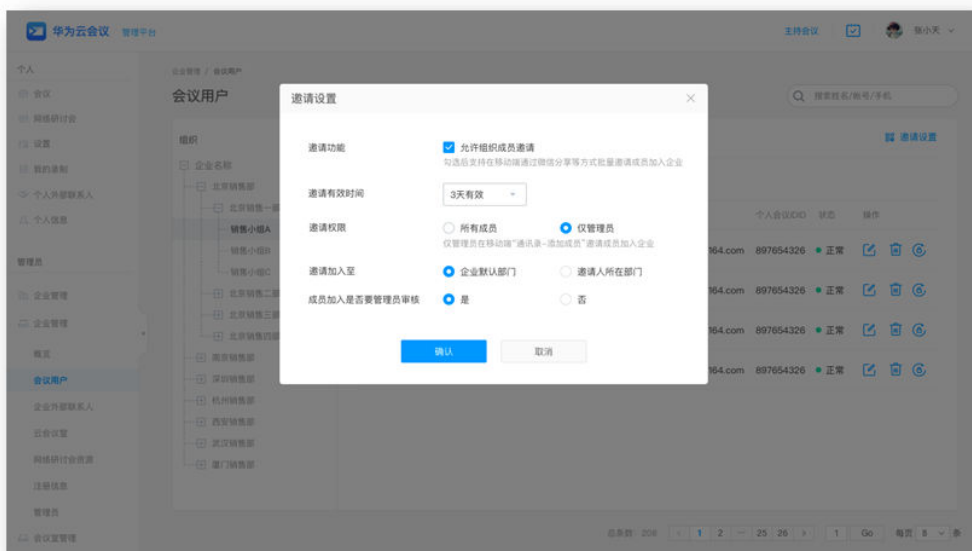 华为云会议 管理平台
主持会议
张小天
个人
会议
网络研讨会
设置
我的录制
个人外部联系人
个人信息
管理员
企业管理
企业管理
概览
会议用户
企业外部联系人
云会议室
网络研讨会资源
注册信息
管理员
会议室管理
企业管理 / 会议用户
会议用户
搜索姓名/帐号/手机
组织
邀请设置
企业名称
北京销售部
北京销售一部
销售小组A
销售小组B
销售小组C
北京销售二部
北京销售三部
北京销售四部
南京销售部
深圳销售部
杭州销售部
西安销售部
武汉销售部
厦门销售部
个人会议ID 状态 操作
164.com 897654326 正常
164.com 897654326 正常
164.com 897654326 正常
164.com 897654326 正常
总条数: 208 < 1 2 ... 25 26 > 1 Go 每页 8 条
邀请设置
邀请功能 允许组织成员邀请
勾选后支持在移动端通过微信分享等方式批量邀请成员加入企业
邀请有效时间 3天有效
邀请权限 所有成员 仅管理员
仅管理员在移动端“通讯录-添加成员”邀请成员加入企业
邀请加入至 企业默认部门 邀请人所在部门
成员加入是否要管理员审核 是 否
确认 取消